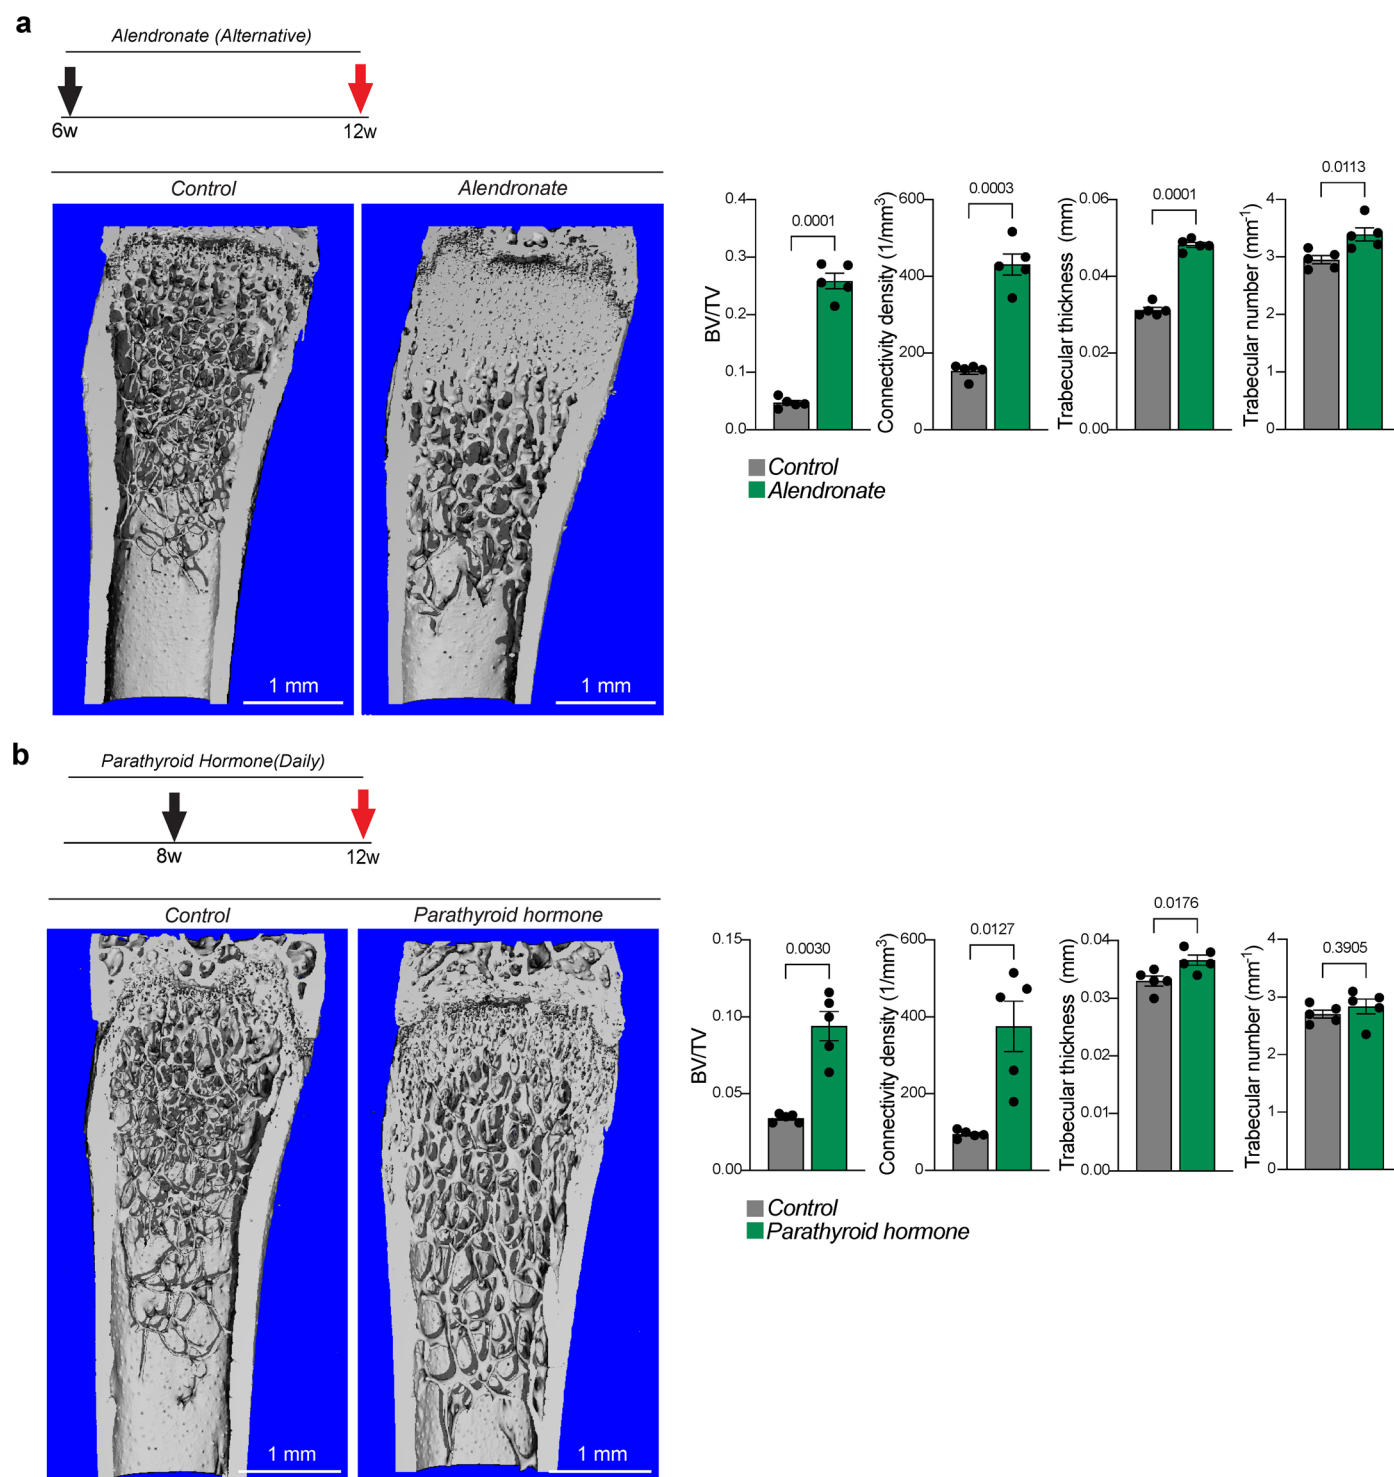 a
Alendronate (Alternative)
6w 12w
Control Alendronate
1 mm 1 mm
BV/TV
0.4
0.3
0.2
0.1
0.0
0.0001
Connectivity density (1/mm³)
600
400
200
0
0.0003
Trabecular thickness (mm)
0.06
0.04
0.02
0.00
0.0001
Trabecular number (mm⁻¹)
4
3
2
1
0
0.0113
Control
Alendronate
b
Parathyroid Hormone(Daily)
8w 12w
Control Parathyroid hormone
1 mm 1 mm
BV/TV
0.15
0.10
0.05
0.00
0.0030
Connectivity density (1/mm³)
600
400
200
0
0.0127
Trabecular thickness (mm)
0.04
0.03
0.02
0.01
0.00
0.0176
Trabecular number (mm⁻¹)
4
3
2
1
0
0.3905
Control
Parathyroid hormone